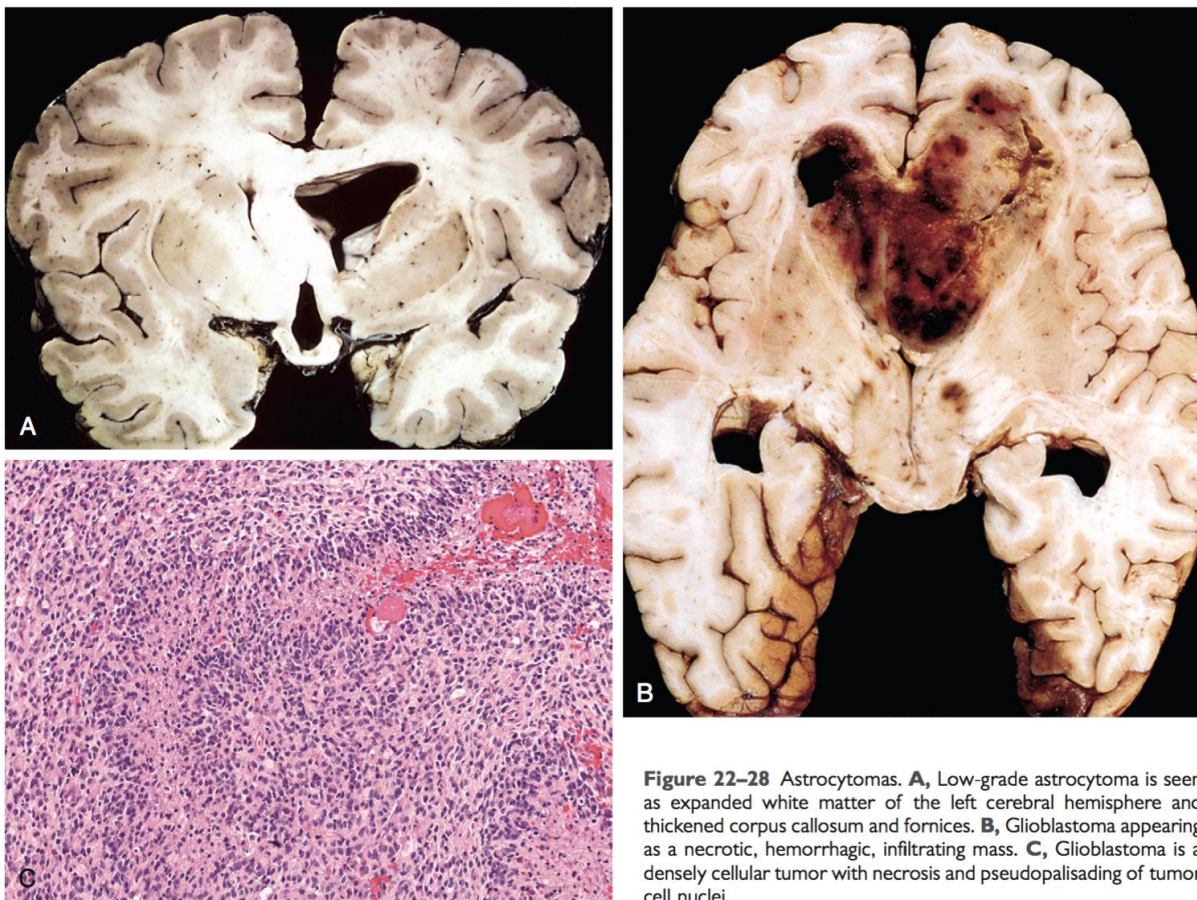 A
B
C
Figure 22–28 Astrocytomas. A, Low-grade astrocytoma is seen
as expanded white matter of the left cerebral hemisphere and
thickened corpus callosum and fornices. B, Glioblastoma appearing
as a necrotic, hemorrhagic, infiltrating mass. C, Glioblastoma is a
densely cellular tumor with necrosis and pseudopalisading of tumor
cell nuclei.